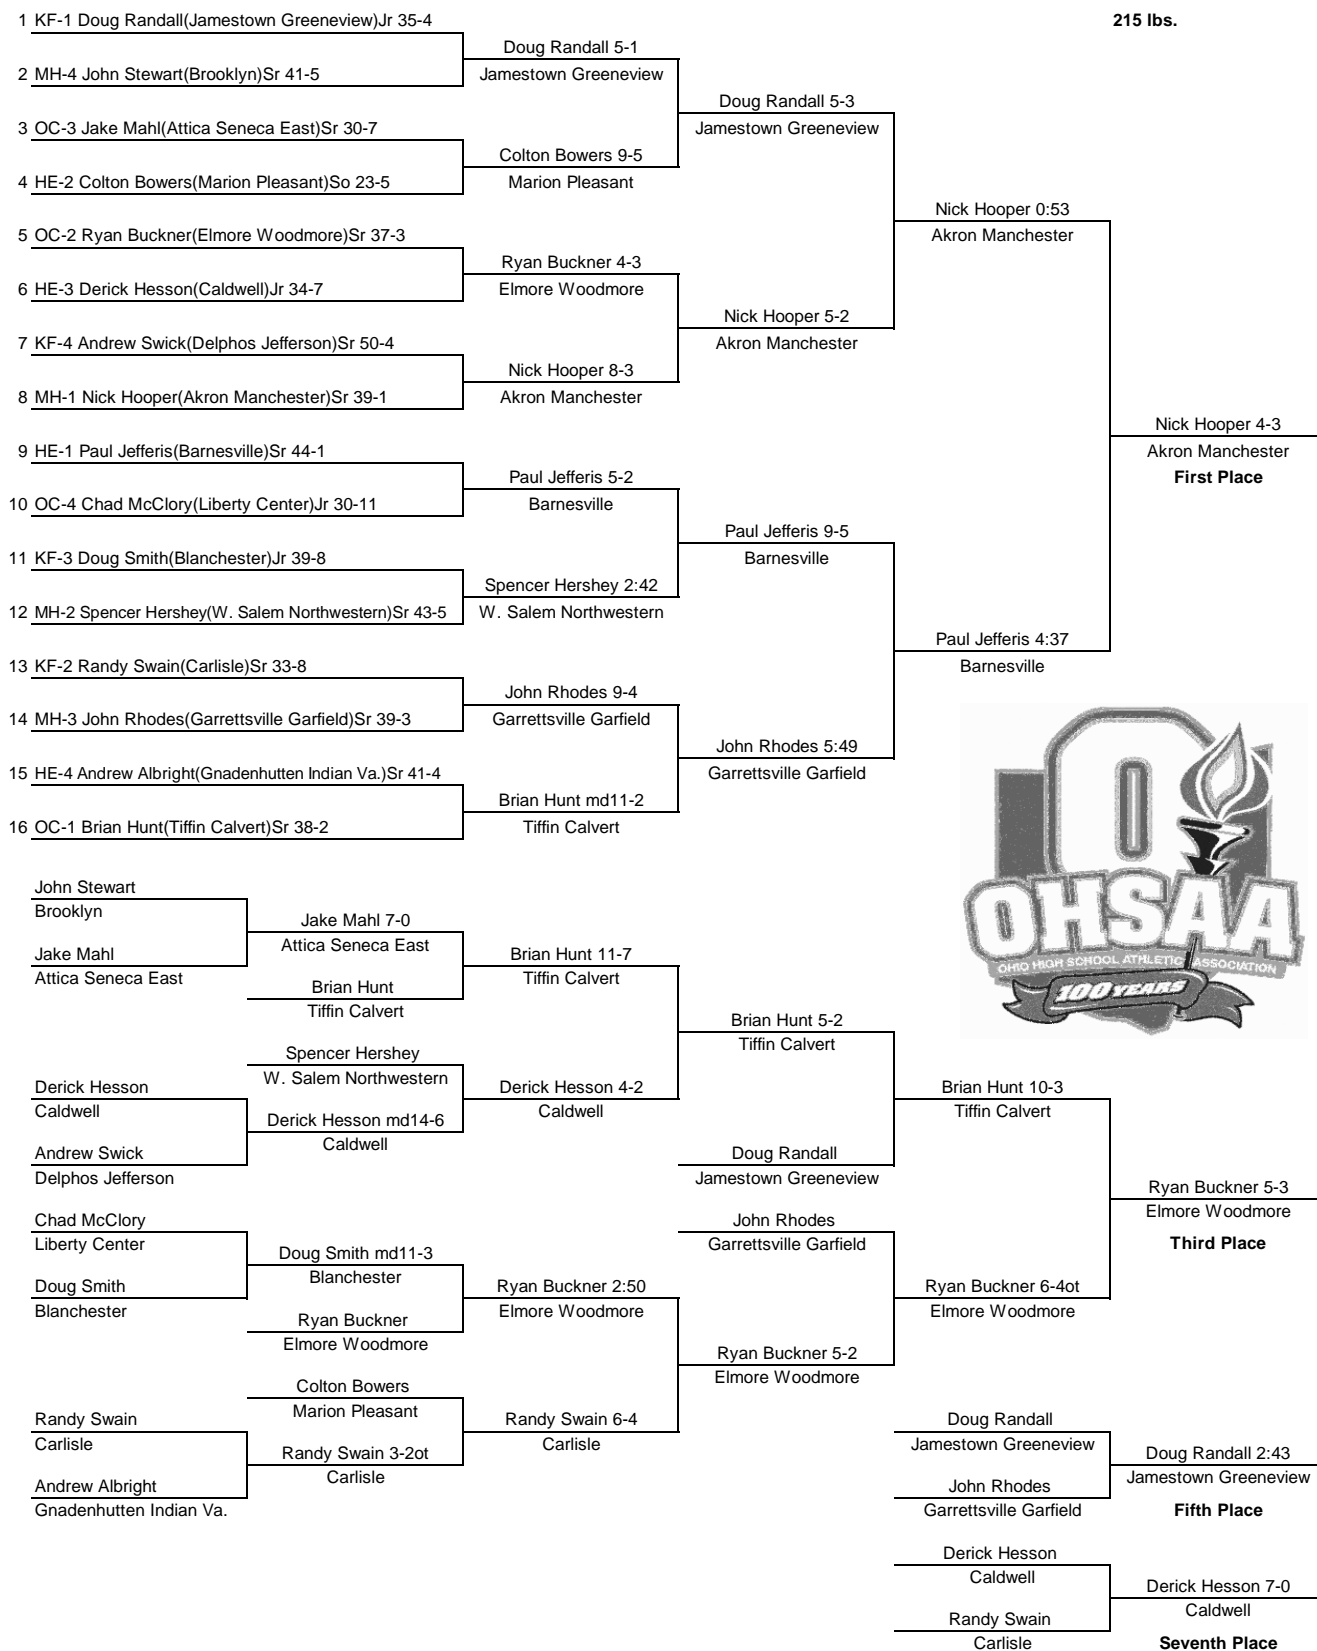 215 lbs.
1 KF-1 Doug Randall(Jamestown Greeneview)Jr 35-4
2 MH-4 John Stewart(Brooklyn)Sr 41-5
3 OC-3 Jake Mahl(Attica Seneca East)Sr 30-7
4 HE-2 Colton Bowers(Marion Pleasant)So 23-5
5 OC-2 Ryan Buckner(Elmore Woodmore)Sr 37-3
6 HE-3 Derick Hesson(Caldwell)Jr 34-7
7 KF-4 Andrew Swick(Delphos Jefferson)Sr 50-4
8 MH-1 Nick Hooper(Akron Manchester)Sr 39-1
9 HE-1 Paul Jefferis(Barnesville)Sr 44-1
10 OC-4 Chad McClory(Liberty Center)Jr 30-11
11 KF-3 Doug Smith(Blanchester)Jr 39-8
12 MH-2 Spencer Hershey(W. Salem Northwestern)Sr 43-5
13 KF-2 Randy Swain(Carlisle)Sr 33-8
14 MH-3 John Rhodes(Garrettsville Garfield)Sr 39-3
15 HE-4 Andrew Albright(Gnadenhutten Indian Va.)Sr 41-4
16 OC-1 Brian Hunt(Tiffin Calvert)Sr 38-2
Doug Randall 5-1
Jamestown Greeneview
Colton Bowers 9-5
Marion Pleasant
Ryan Buckner 4-3
Elmore Woodmore
Nick Hooper 8-3
Akron Manchester
Paul Jefferis 5-2
Barnesville
Spencer Hershey 2:42
W. Salem Northwestern
John Rhodes 9-4
Garrettsville Garfield
Brian Hunt md11-2
Tiffin Calvert
Doug Randall 5-3
Jamestown Greeneview
Nick Hooper 5-2
Akron Manchester
Paul Jefferis 9-5
Barnesville
John Rhodes 5:49
Garrettsville Garfield
Nick Hooper 0:53
Akron Manchester
Paul Jefferis 4:37
Barnesville
Nick Hooper 4-3
Akron Manchester
First Place
OHSAA
OHIO HIGH SCHOOL ATHLETIC ASSOCIATION
100 YEARS
John Stewart
Brooklyn
Jake Mahl
Attica Seneca East
Derick Hesson
Caldwell
Andrew Swick
Delphos Jefferson
Chad McClory
Liberty Center
Doug Smith
Blanchester
Randy Swain
Carlisle
Andrew Albright
Gnadenhutten Indian Va.
Jake Mahl 7-0
Attica Seneca East
Brian Hunt
Tiffin Calvert
Spencer Hershey
W. Salem Northwestern
Derick Hesson md14-6
Caldwell
Doug Smith md11-3
Blanchester
Ryan Buckner
Elmore Woodmore
Colton Bowers
Marion Pleasant
Randy Swain 3-2ot
Carlisle
Brian Hunt 11-7
Tiffin Calvert
Derick Hesson 4-2
Caldwell
Ryan Buckner 2:50
Elmore Woodmore
Randy Swain 6-4
Carlisle
Brian Hunt 5-2
Tiffin Calvert
Doug Randall
Jamestown Greeneview
John Rhodes
Garrettsville Garfield
Ryan Buckner 5-2
Elmore Woodmore
Brian Hunt 10-3
Tiffin Calvert
Ryan Buckner 6-4ot
Elmore Woodmore
Ryan Buckner 5-3
Elmore Woodmore
Third Place
Doug Randall
Jamestown Greeneview
John Rhodes
Garrettsville Garfield
Doug Randall 2:43
Jamestown Greeneview
Fifth Place
Derick Hesson
Caldwell
Randy Swain
Carlisle
Derick Hesson 7-0
Caldwell
Seventh Place